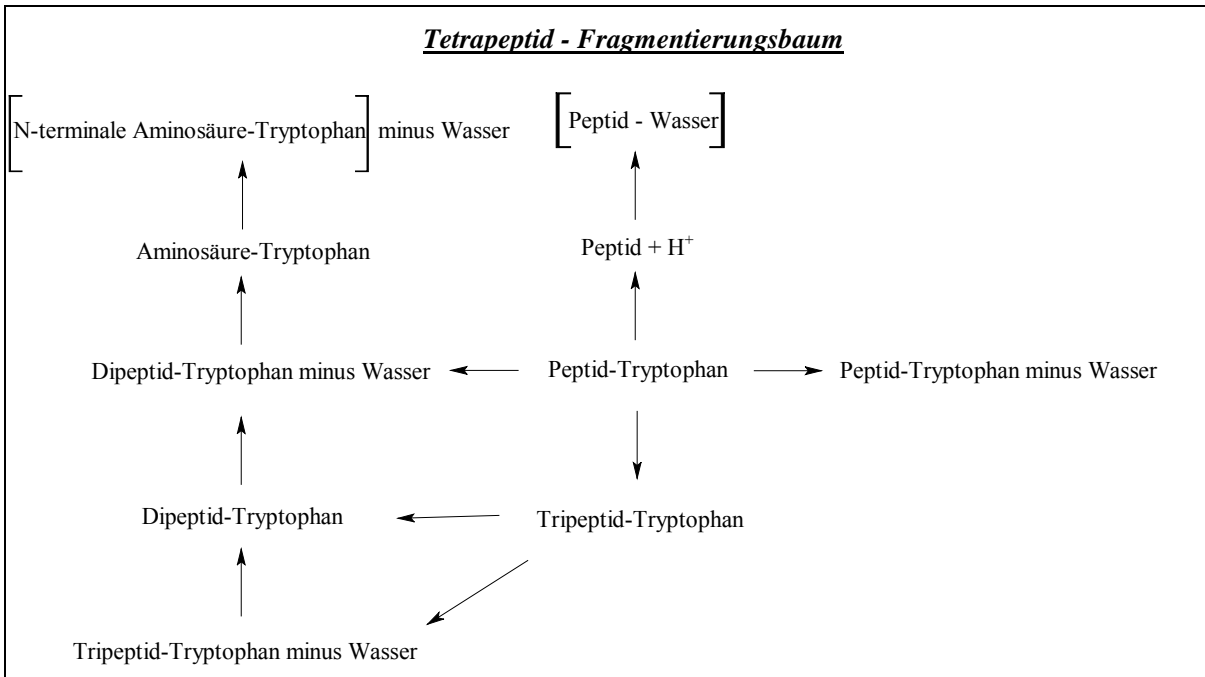 Tetrapeptid - Fragmentierungsbaum
[N-terminale Aminosäure-Tryptophan] minus Wasser
[Peptid - Wasser]
Aminosäure-Tryptophan
Peptid + H⁺
Dipeptid-Tryptophan minus Wasser
Peptid-Tryptophan
Peptid-Tryptophan minus Wasser
Dipeptid-Tryptophan
Tripeptid-Tryptophan
Tripeptid-Tryptophan minus Wasser